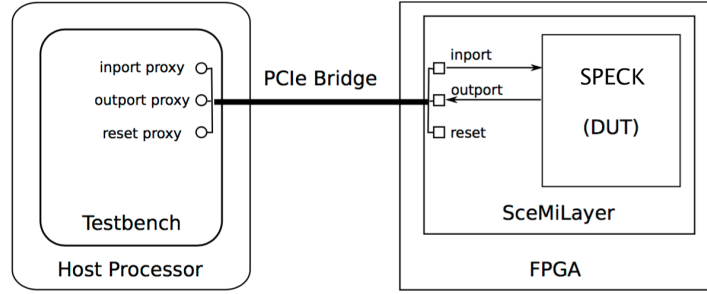 inport proxy
outport proxy
reset proxy
Testbench
Host Processor
PCIe Bridge
inport
outport
reset
SPECK
(DUT)
SceMiLayer
FPGA